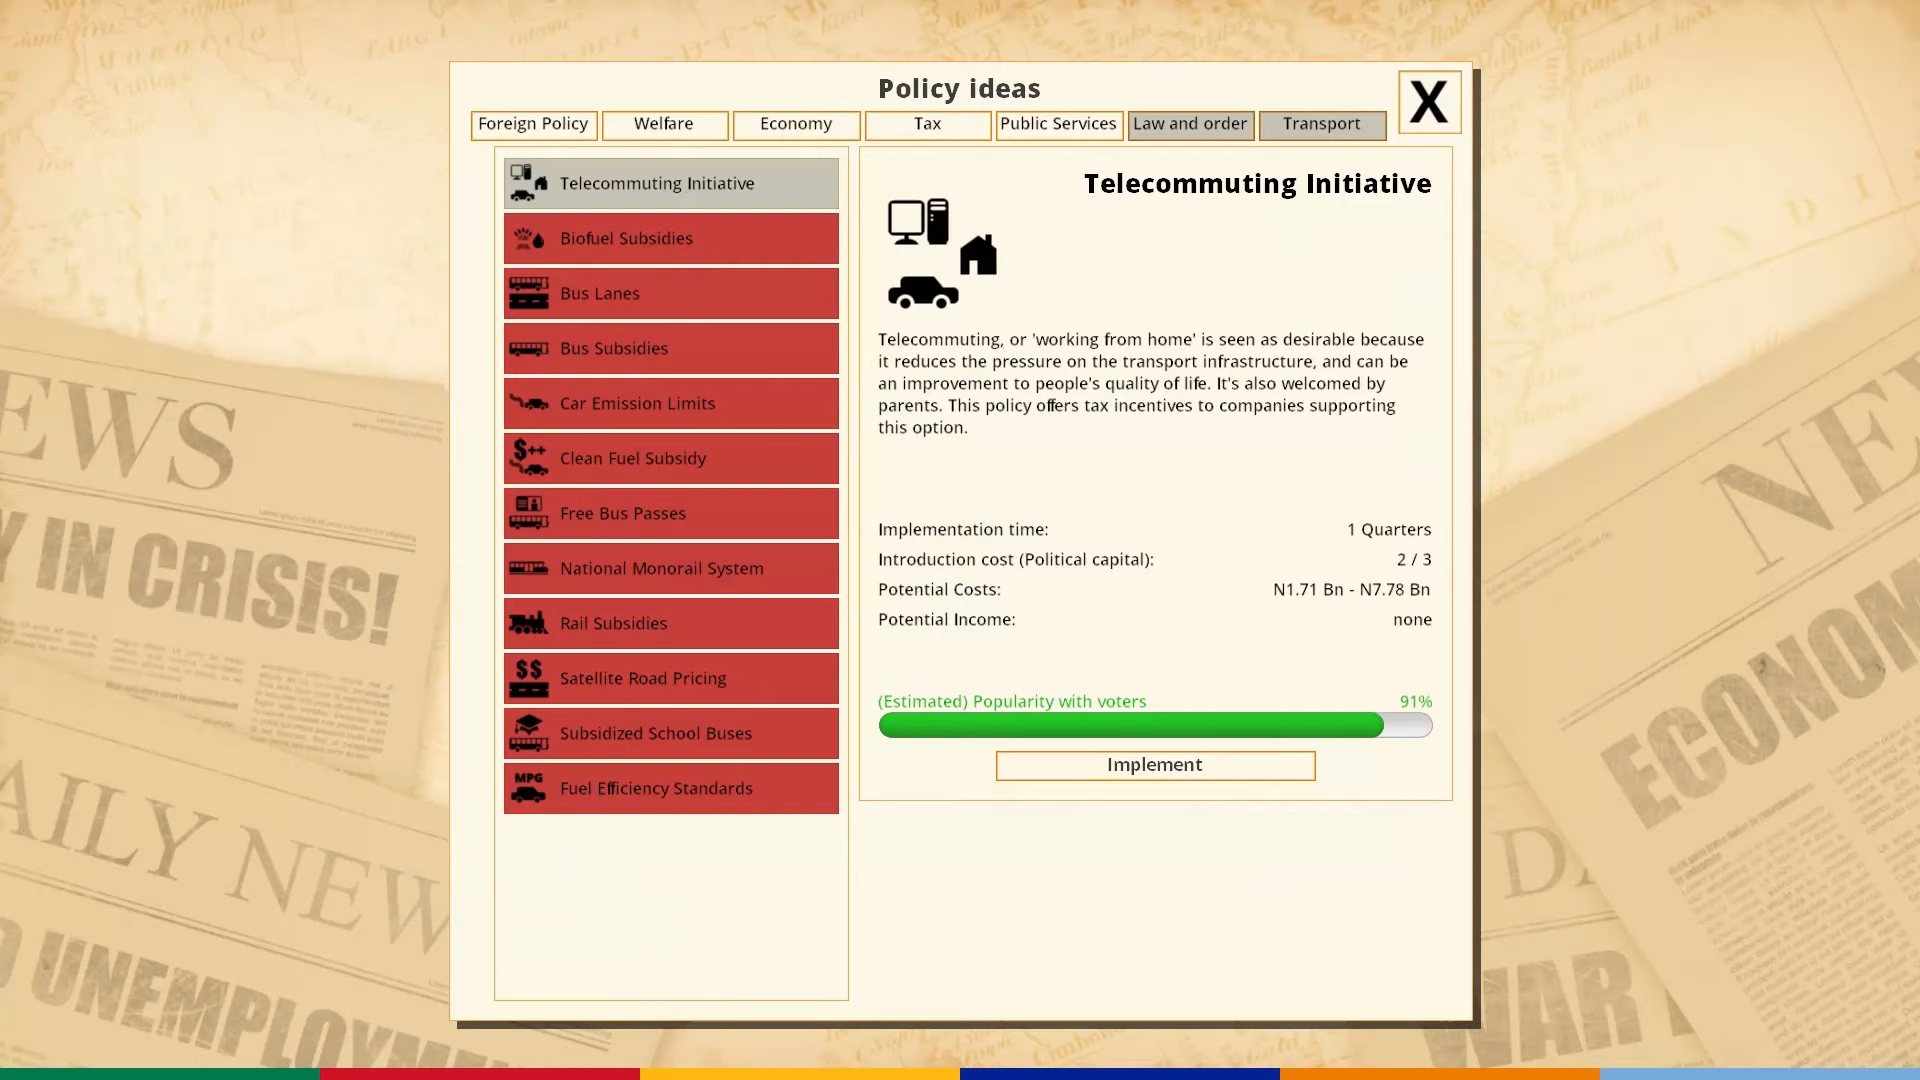 Policy ideas
X
Foreign Policy
Welfare
Economy
Tax
Public Services
Law and order
Transport
Telecommuting Initiative
Biofuel Subsidies
Bus Lanes
Bus Subsidies
Car Emission Limits
$++
Clean Fuel Subsidy
Free Bus Passes
National Monorail System
Rail Subsidies
$$
Satellite Road Pricing
Subsidized School Buses
MPG
Fuel Efficiency Standards
Telecommuting Initiative
Telecommuting, or 'working from home' is seen as desirable because
it reduces the pressure on the transport infrastructure, and can be
an improvement to people's quality of life. It's also welcomed by
parents. This policy offers tax incentives to companies supporting
this option.
Implementation time: 1 Quarters
Introduction cost (Political capital): 2 / 3
Potential Costs: N1.71 Bn - N7.78 Bn
Potential Income: none
(Estimated) Popularity with voters 91%
Implement
EWS
Y IN CRISIS!
AILY NEW
UNEMPLOYME
NE
ECONOM
DA
WAR
MOROCCO